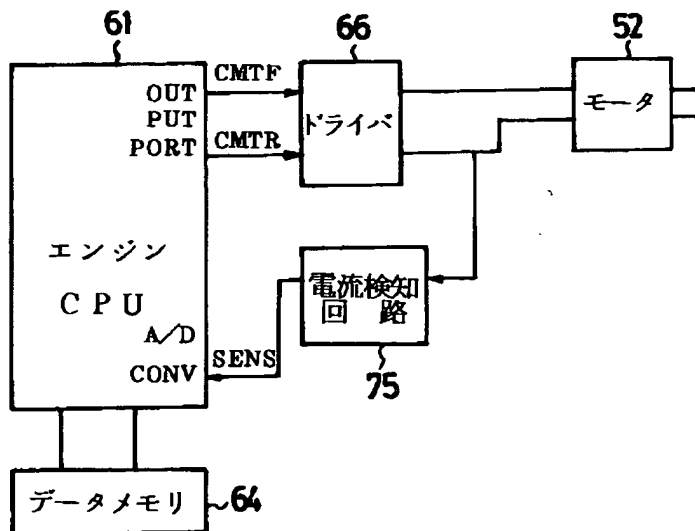 61
66
52
CMTF
OUT
PUT
PORT
CMTR
ドライバ
モータ
エンジン
CPU
A/D
CONV
SENS
電流検知
回路
75
データメモリ
64